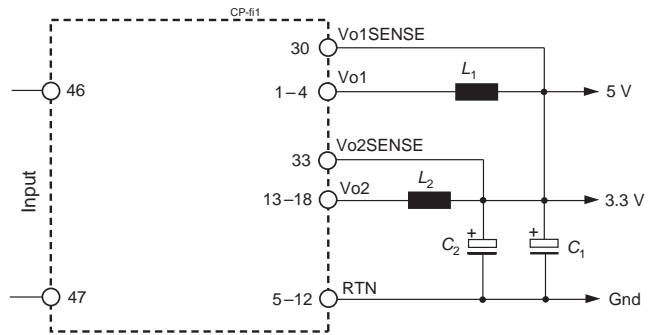 CP-fi1
30 Vo1SENSE
1–4 Vo1 L1 5 V
46
33 Vo2SENSE
13–18 Vo2 L2 3.3 V
Input
+ C2 + C1
47
5–12 RTN Gnd